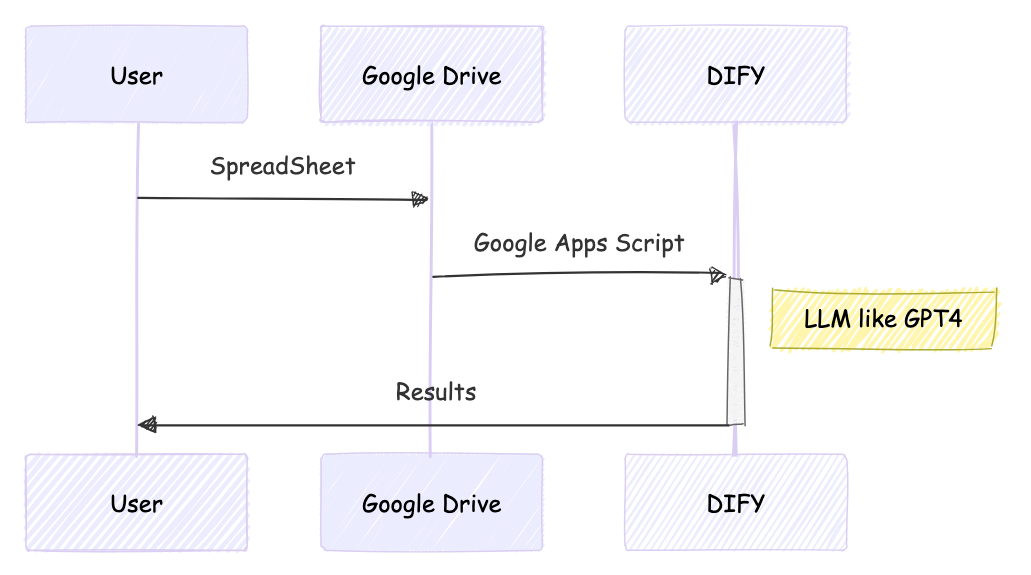 User
Google Drive
DIFY
SpreadSheet
Google Apps Script
LLM like GPT4
Results
User
Google Drive
DIFY